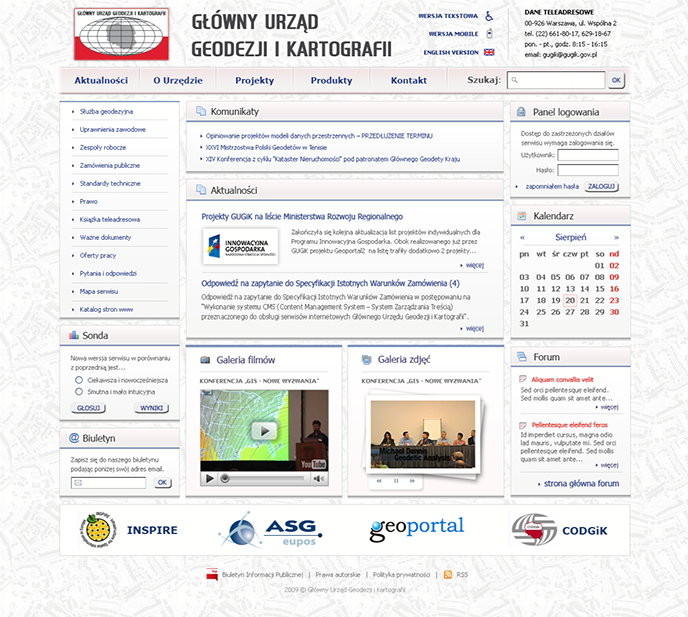 GŁÓWNY URZĄD GEODEZJI I KARTOGRAFII
GŁÓWNY URZĄD
GEODEZJI I KARTOGRAFII
WERSJA TEKSTOWA
WERSJA MOBILE
ENGLISH VERSION
DANE TELEADRESOWE
00-926 Warszawa, ul. Wspólna 2
tel. (22) 661-80-17, 629-18-67
pon. - pt., godz. 8:15 - 16:15
email: gugik@gugik.gov.pl
Aktualności
O Urzędzie
Projekty
Produkty
Kontakt
Szukaj:
OK
Służba geodezyjna
Uprawnienia zawodowe
Zespoły robocze
Zamówienia publiczne
Standardy techniczne
Prawo
Książka teleadresowa
Ważne dokumenty
Oferty pracy
Pytania i odpowiedzi
Mapa serwisu
Katalog stron www
Sonda
Nowa wersja serwisu w porównaniu
z poprzednią jest...
Ciekawsza i nowocześniejsza
Smutna i mało intuicyjna
GŁOSUJ
WYNIKI
Biuletyn
Zapisz się do naszego biuletynu
podając poniżej swój adres email.
OK
Komunikaty
Opiniowanie projektów modeli danych przestrzennych – PRZEDŁUŻENIE TERMINU
XXVI Mistrzostwa Polski Geodetów w Tenisie
XIV Konferencja z cyklu "Kataster Nieruchomości" pod patronatem Głównego Geodety Kraju
Aktualności
Projekty GUGiK na liście Ministerstwa Rozwoju Regionalnego
INNOWACYJNA
GOSPODARKA
Zakończyła się kolejna aktualizacja list projektów indywidualnych dla
Programu Innowacyjna Gospodarka. Obok realizowanego już przez
GUGiK projektu Geoportal2 na listę trafiły dodatkowo 2 projekty...
więcej
Odpowiedź na zapytanie do Specyfikacji Istotnych Warunków Zamówienia (4)
Odpowiedź na zapytanie do Specyfikacji Istotnych Warunków Zamówienia w postępowaniu na
"Wykonanie systemu CMS (Content Management System – System Zarządzania Treścią)
przeznaczonego do obsługi serwisów internetowych Głównego Urzędu Geodezji i Kartografii".
więcej
Galeria filmów
KONFERENCJA „GIS - NOWE WYZWANIA"
YouTube
Galeria zdjęć
KONFERENCJA „GIS - NOWE WYZWANIA"
Michael Dennis
Geodetic Analysis
Panel logowania
Dostęp do zastrzeżonych działów
serwisu wymaga zalogowania się.
Użytkownik:
Hasło:
zapomniałem hasła
ZALOGUJ
Kalendarz
« Sierpień »
pn wt śr czw pt so nd
01 02
03 04 05 06 07 08 09
10 11 12 13 14 15 16
17 18 19 20 21 22 23
24 25 26 27 28 29 30
31
Forum
Aliquam convallis velit
Sed orci pellentesque eleifend.
Sed mollis quam sit amet ante...
więcej
Pellentesque eleifend feros
Id imperdiet cursus, magna odio
lad mauris, vulputate mi. Sed orci
pellentesque eleifend. Sed mollis
quam sit amet ante...
więcej
strona główna forum
INSPIRE
ASG
eupos
geoportal
CODGiK
Biuletyn Informacji Publicznej | Prawa autorskie | Polityka prywatności | RSS
2009 © Główny Urząd Geodezji i Kartografii